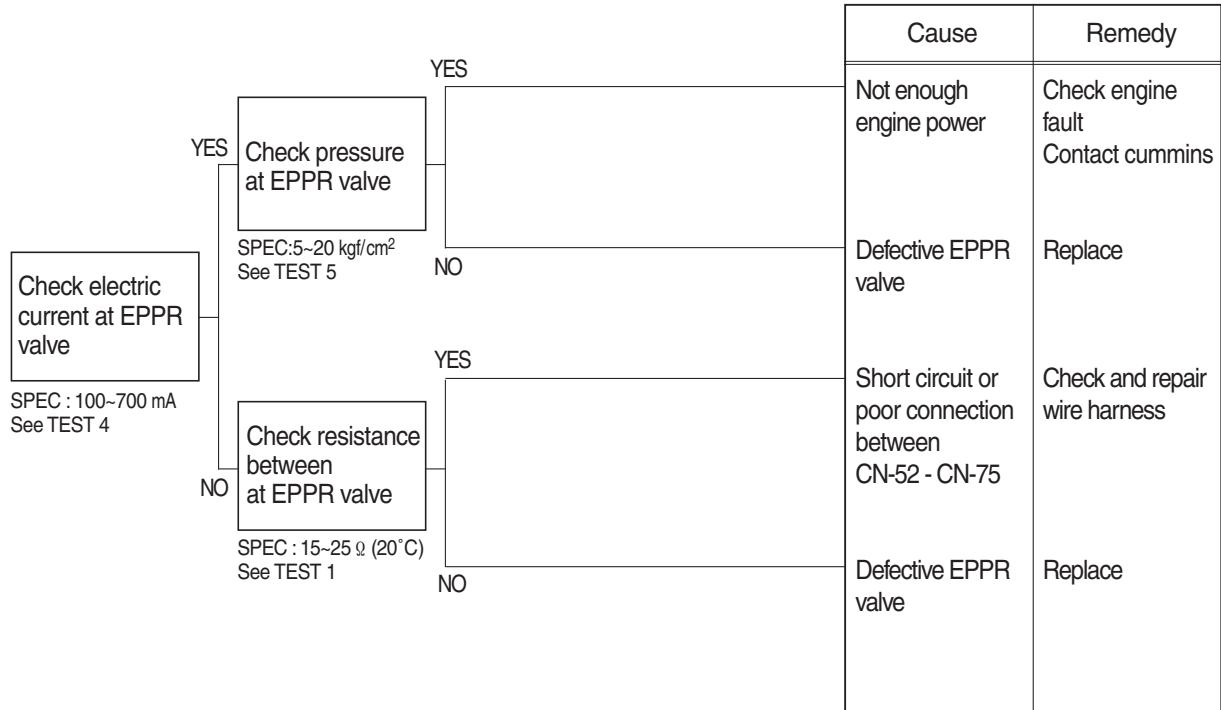 Cause
Remedy
YES
Not enough
engine power
Check engine
fault
Contact cummins
YES
Check pressure
at EPPR valve
SPEC:5~20 kgf/cm²
See TEST 5
NO
Defective EPPR
valve
Replace
Check electric
current at EPPR
valve
SPEC : 100~700 mA
See TEST 4
YES
Short circuit or
poor connection
between
CN-52 - CN-75
Check and repair
wire harness
NO
Check resistance
between
at EPPR valve
SPEC : 15~25 Ω (20˚C)
See TEST 1
NO
Defective EPPR
valve
Replace